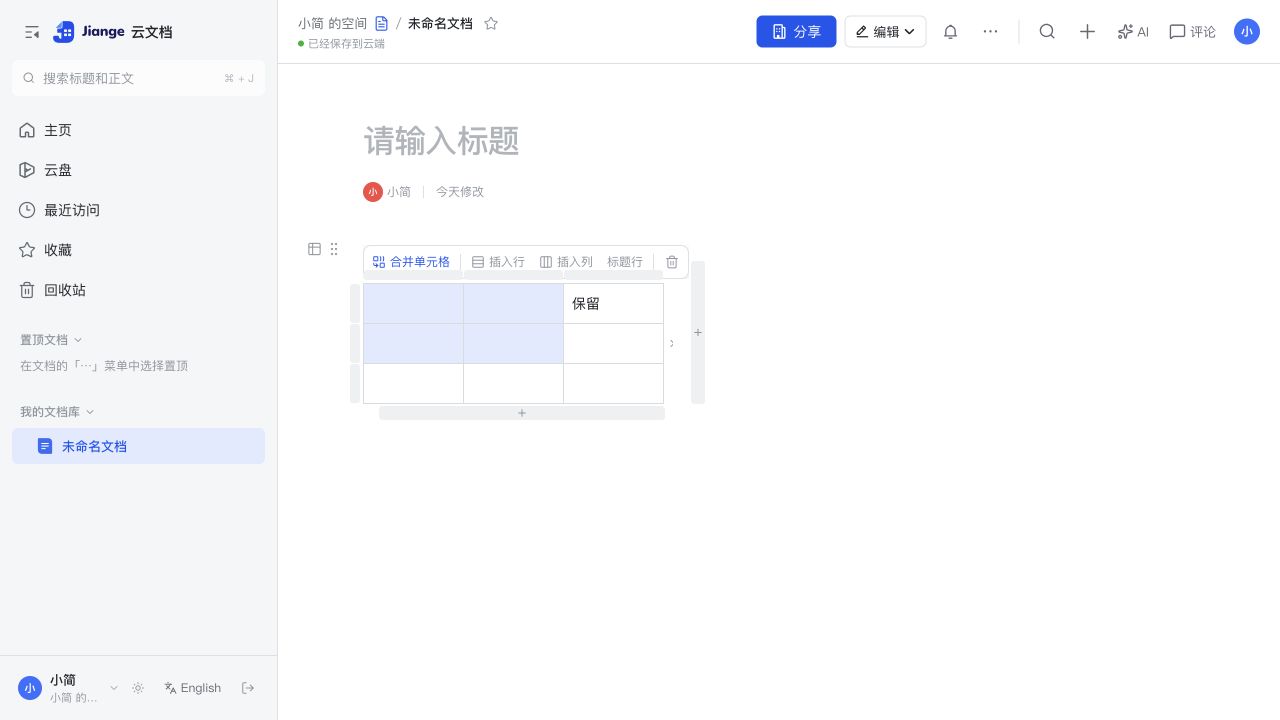 Jiange 云文档
搜索标题和正文 ⌘ + J
主页
云盘
最近访问
收藏
回收站
置顶文档
在文档的「···」菜单中选择置顶
我的文档库
未命名文档
小简
小简 的...
English
小简 的空间 / 未命名文档
已经保存到云端
分享
编辑
AI
评论
小
请输入标题
小 小简 今天修改
合并单元格 插入行 插入列 标题行
保留
+
+
小